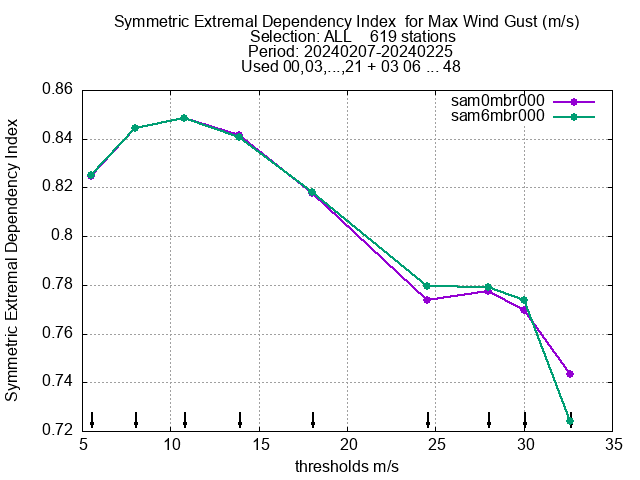 Symmetric Extremal Dependency Index for Max Wind Gust (m/s)
Selection: ALL 619 stations
Period: 20240207-20240225
Used 00,03,...,21 + 03 06 ... 48
sam0mbr000
sam6mbr000
Symmetric Extremal Dependency Index
0.86
0.84
0.82
0.8
0.78
0.76
0.74
0.72
5 10 15 20 25 30 35
thresholds m/s